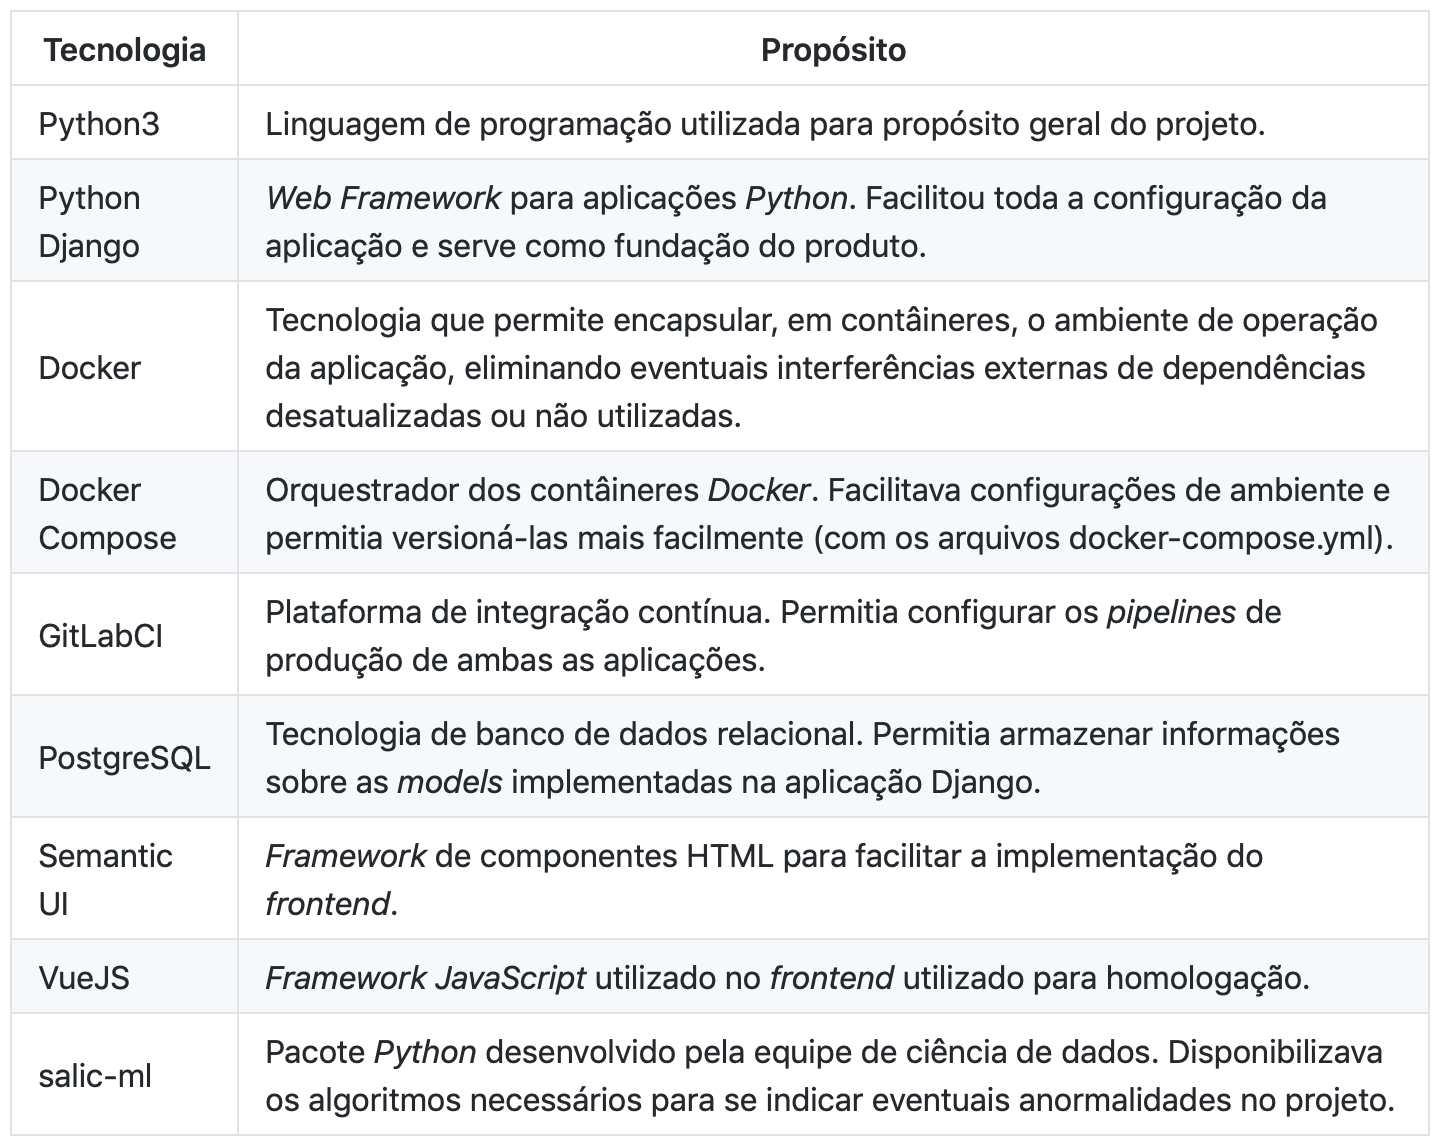 Tecnologia
Propósito
Python3
Linguagem de programação utilizada para propósito geral do projeto.
Python
Django
Web Framework para aplicações Python. Facilitou toda a configuração da
aplicação e serve como fundação do produto.
Docker
Tecnologia que permite encapsular, em contâineres, o ambiente de operação
da aplicação, eliminando eventuais interferências externas de dependências
desatualizadas ou não utilizadas.
Docker
Compose
Orquestrador dos contâineres Docker. Facilitava configurações de ambiente e
permitia versioná-las mais facilmente (com os arquivos docker-compose.yml).
GitLabCI
Plataforma de integração contínua. Permitia configurar os pipelines de
produção de ambas as aplicações.
PostgreSQL
Tecnologia de banco de dados relacional. Permitia armazenar informações
sobre as models implementadas na aplicação Django.
Semantic
UI
Framework de componentes HTML para facilitar a implementação do
frontend.
VueJS
Framework JavaScript utilizado no frontend utilizado para homologação.
salic-ml
Pacote Python desenvolvido pela equipe de ciência de dados. Disponibilizava
os algoritmos necessários para se indicar eventuais anormalidades no projeto.